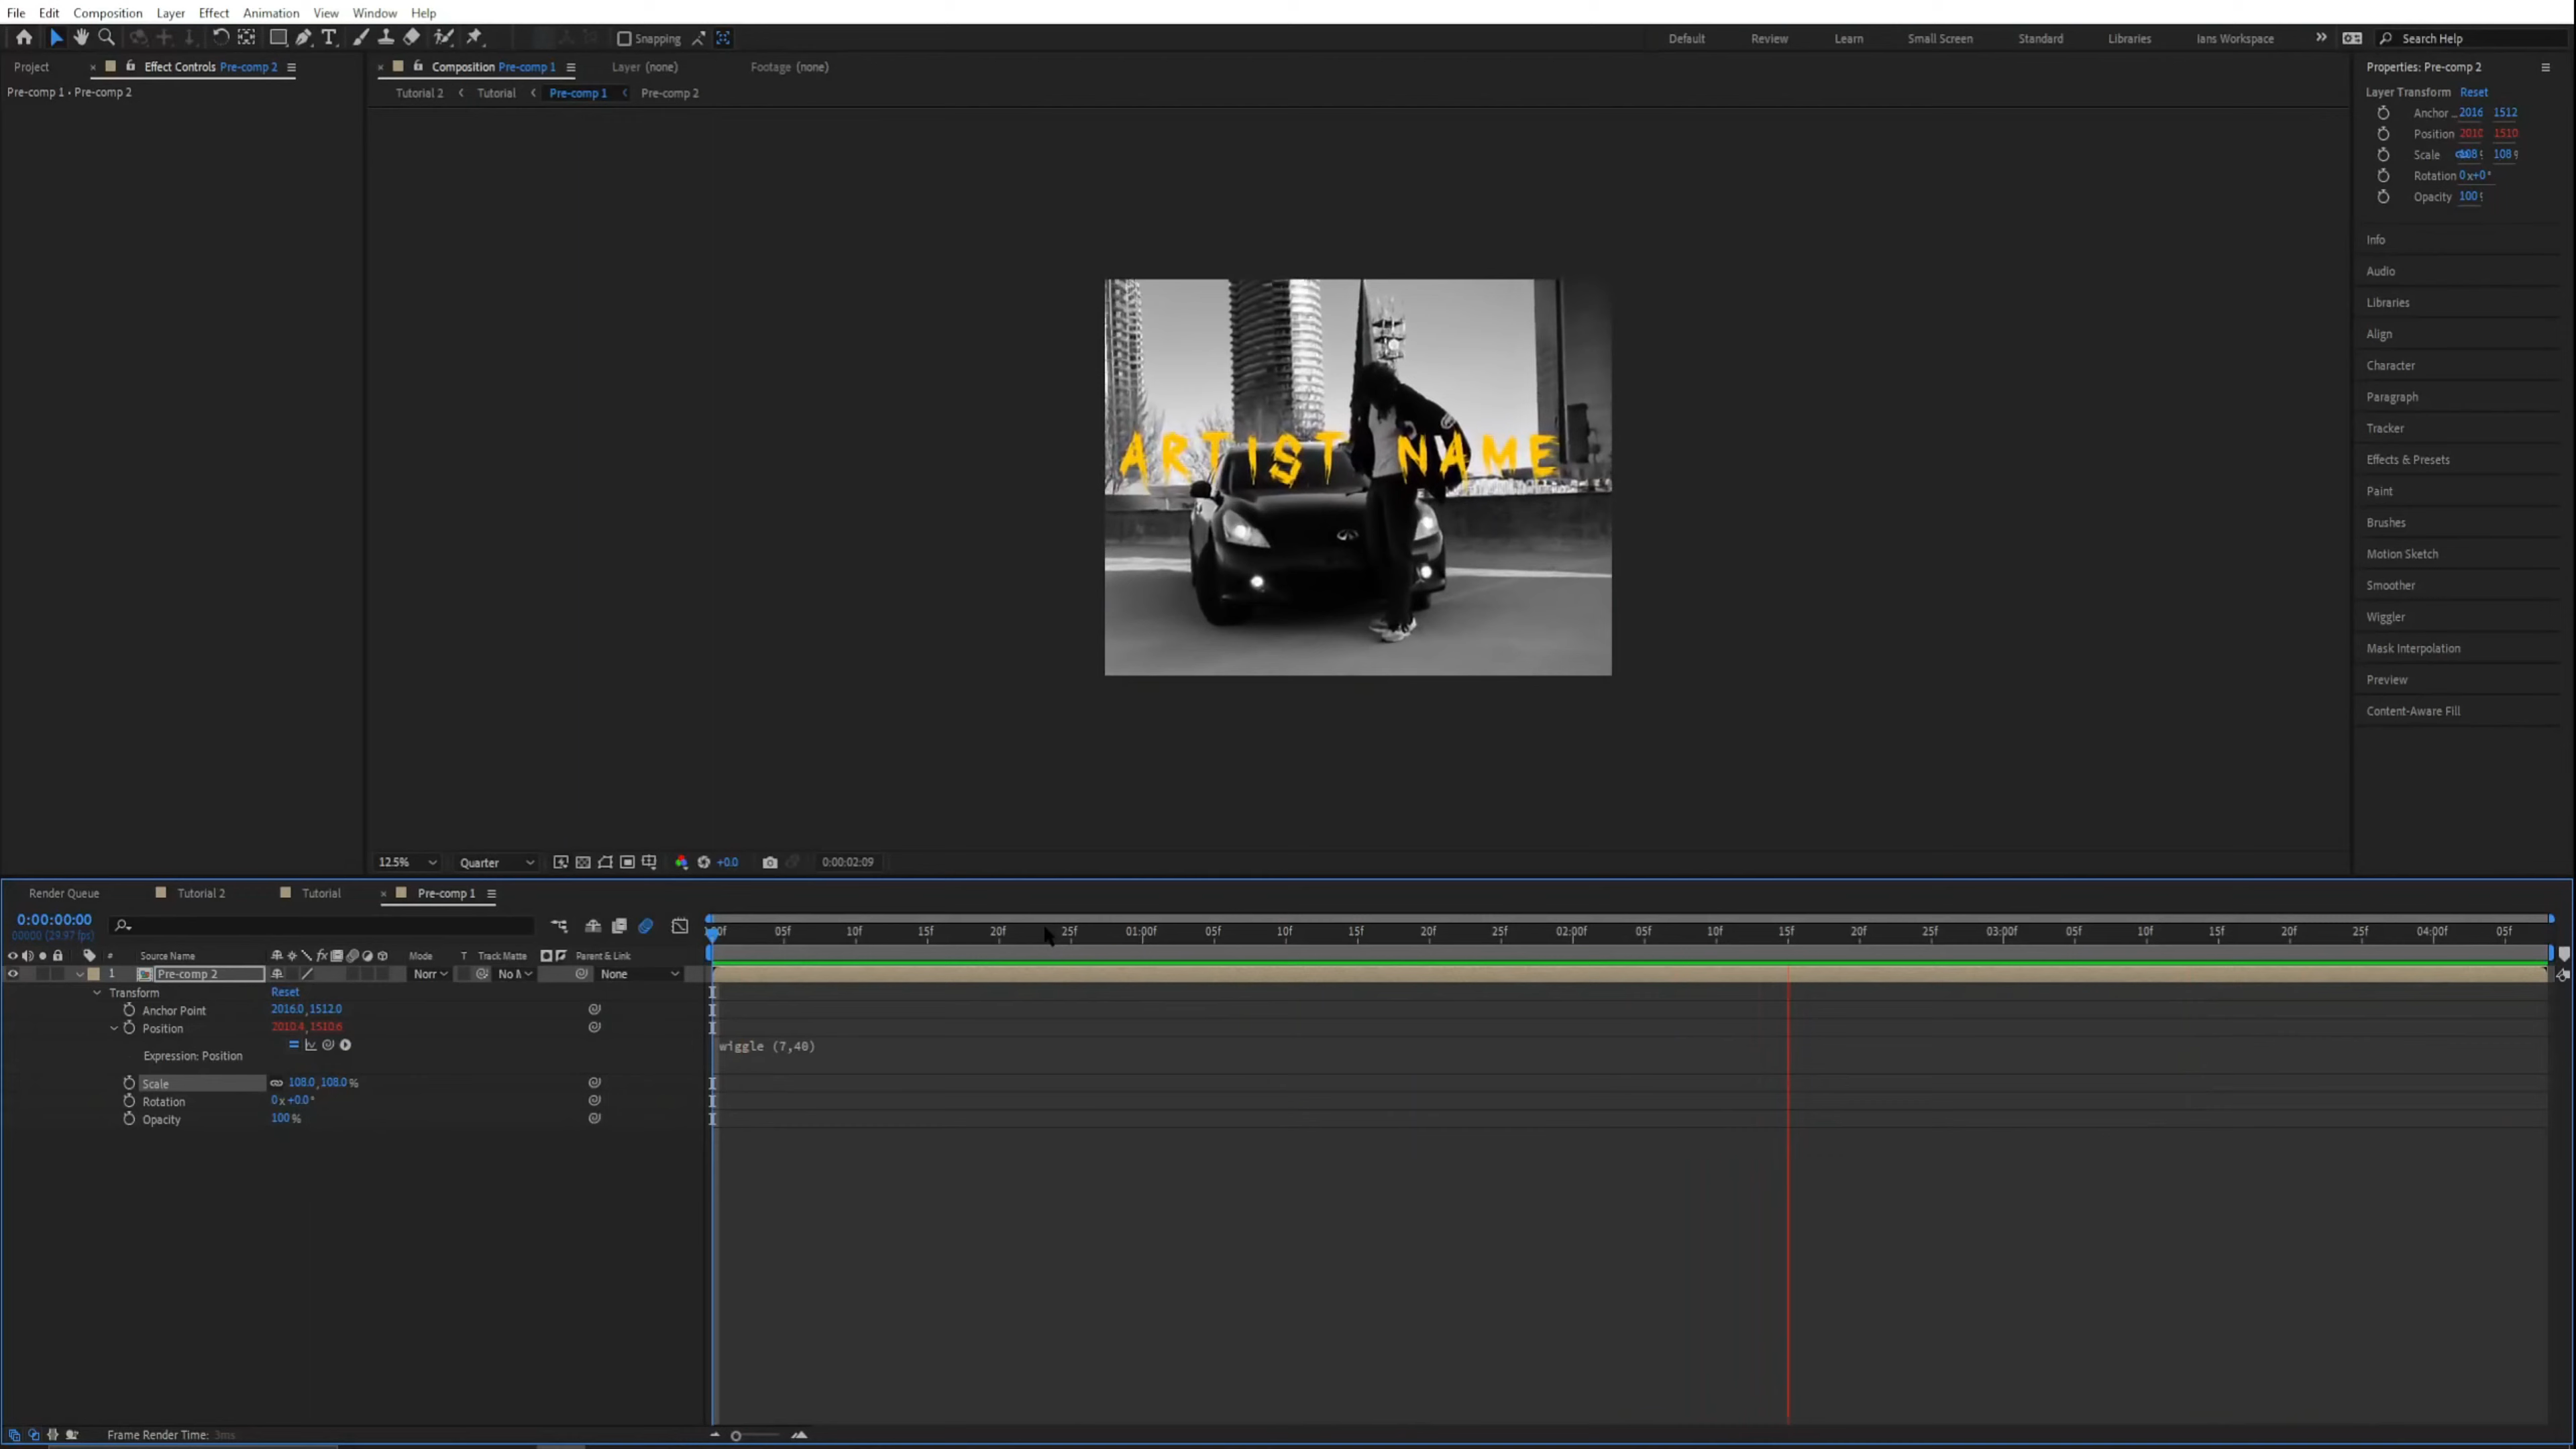 File Edit Composition Layer Effect Animation View Window Help
Snapping
Default Review Learn Small Screen Standard Libraries Ians Workspace Search Help
Project Effect Controls Pre-comp 2
Pre-comp 1 • Pre-comp 2
Composition Pre-comp 1 Layer (none) Footage (none)
Tutorial 2 Tutorial Pre-comp 1 Pre-comp 2
ARTIST NAME
12.5% Quarter +0.0 0:00:02:09
Properties: Pre-comp 2
Layer Transform Reset
Anchor 2016 1512
Position 2010 1510
Scale 108 108
Rotation 0x+0°
Opacity 100
Info
Audio
Libraries
Align
Character
Paragraph
Tracker
Effects & Presets
Paint
Brushes
Motion Sketch
Smoother
Wiggler
Mask Interpolation
Preview
Content-Aware Fill
Render Queue Tutorial 2 Tutorial Pre-comp 1
0:00:00:00
00000 (29.97 fps)
05f 10f 15f 20f 25f 01:00f 05f 10f 15f 20f 25f 02:00f 05f 10f 15f 20f 25f 03:00f 05f 10f 15f 20f 25f 04:00f 05f
# Source Name fx Mode T Track Matte Parent & Link
1 Pre-comp 2 Norr No M None
Transform Reset
Anchor Point 2016.0,1512.0
Position 2010.4,1510.6
Expression: Position wiggle (7,40)
Scale 108.0,108.0%
Rotation 0x+0.0°
Opacity 100%
Frame Render Time: 3ms